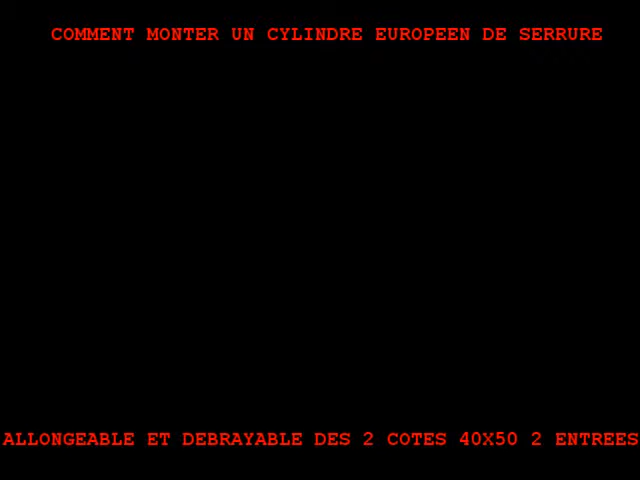 COMMENT MONTER UN CYLINDRE EUROPEEN DE SERRURE
ALLONGEABLE ET DEBRAYABLE DES 2 COTES 40X50 2 ENTREES